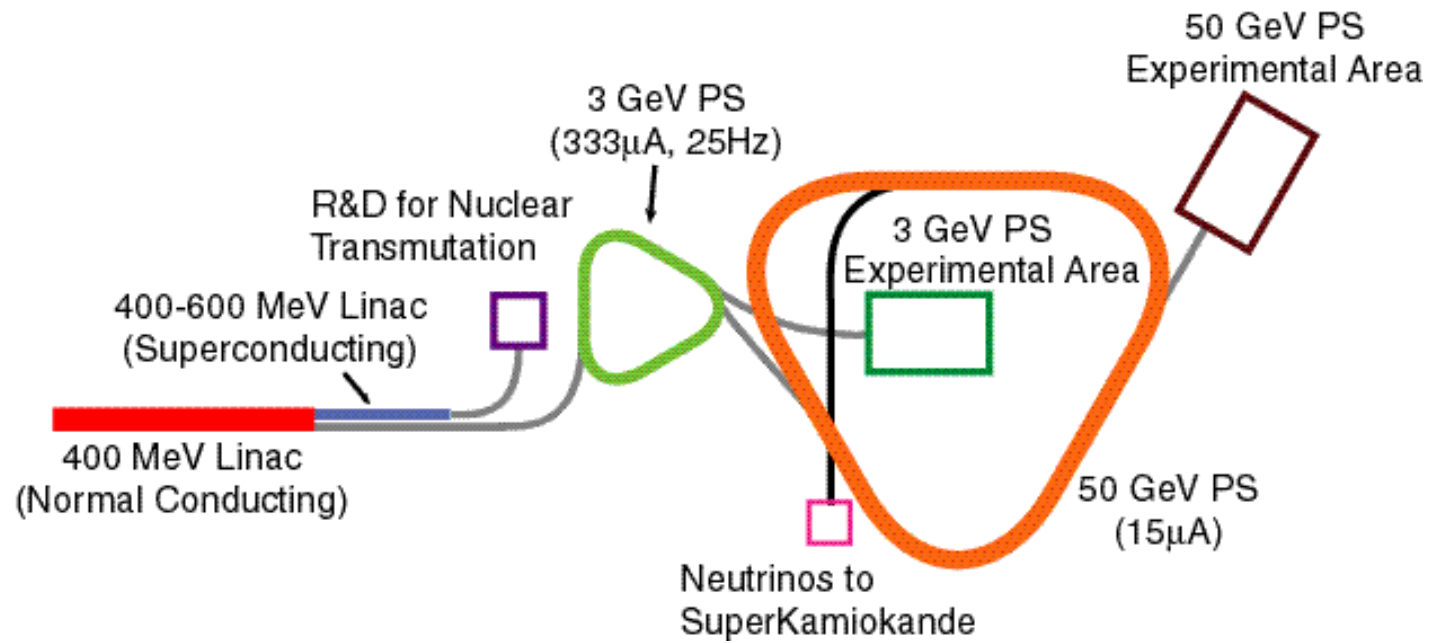 50 GeV PS
Experimental Area
3 GeV PS
(333μA, 25Hz)
R&D for Nuclear
Transmutation
3 GeV PS
Experimental Area
400-600 MeV Linac
(Superconducting)
400 MeV Linac
(Normal Conducting)
50 GeV PS
(15μA)
Neutrinos to
SuperKamiokande